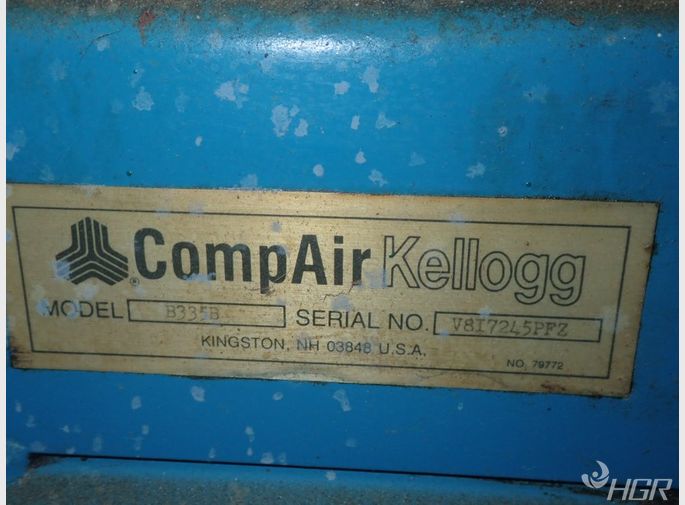 CompAir Kellogg
®
MODEL B335B SERIAL NO. V8I7245PFZ
KINGSTON, NH 03848 U.S.A.
NO. 79772
HGR